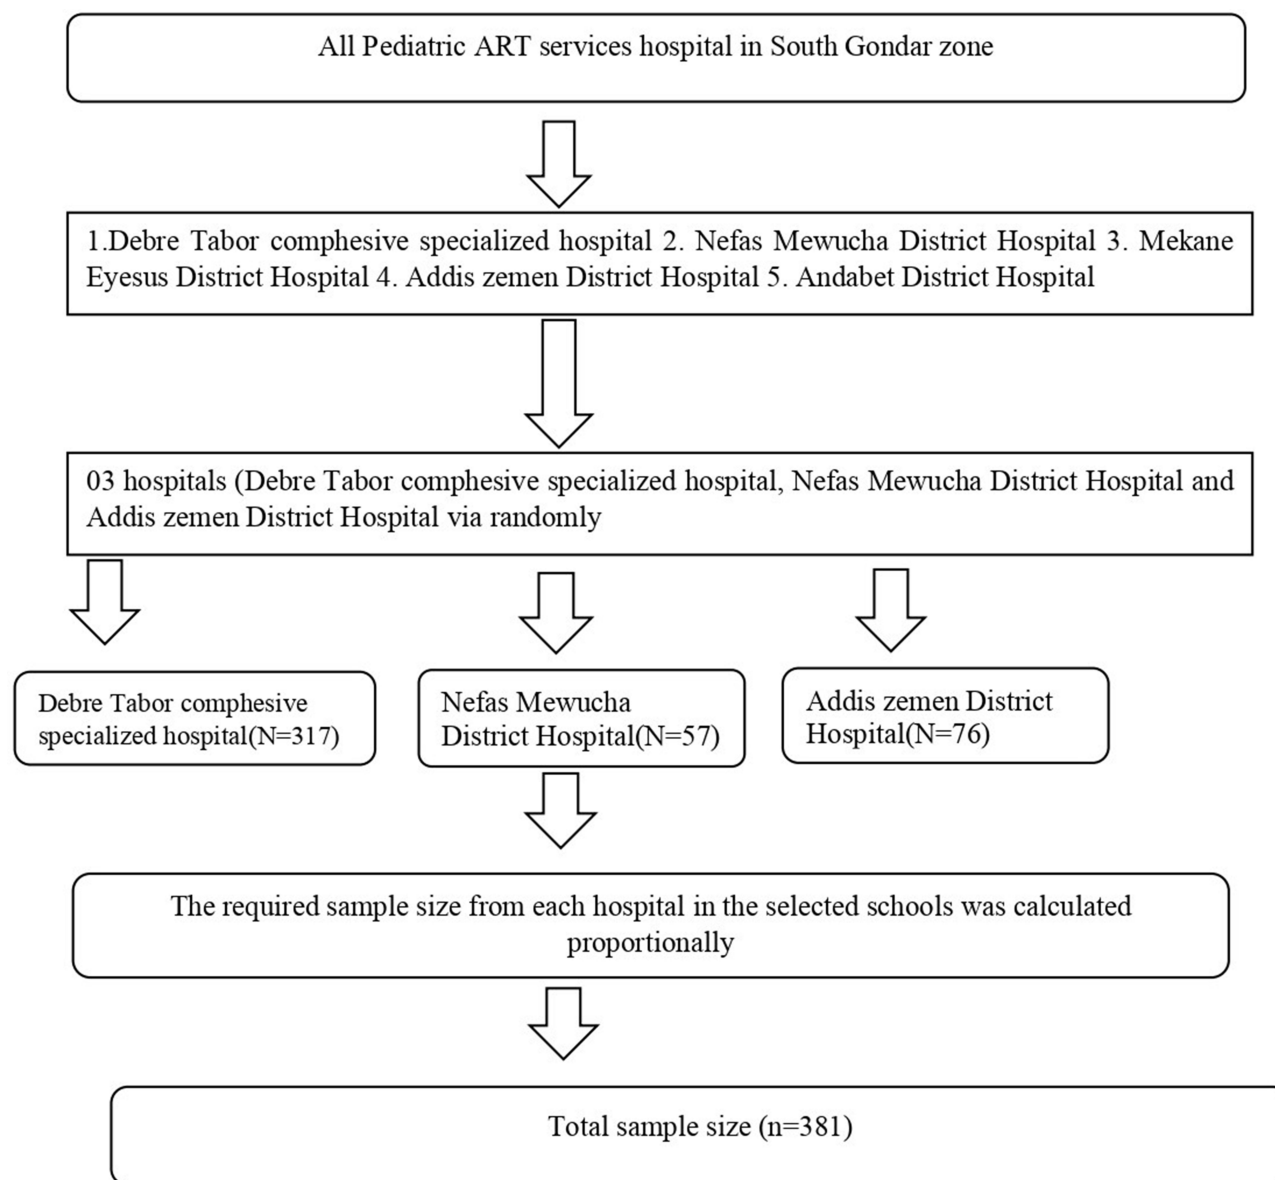 All Pediatric ART services hospital in South Gondar zone
1.Debre Tabor comphesive specialized hospital 2. Nefas Mewucha District Hospital 3. Mekane
Eyesus District Hospital 4. Addis zemen District Hospital 5. Andabet District Hospital
03 hospitals (Debre Tabor comphesive specialized hospital, Nefas Mewucha District Hospital and
Addis zemen District Hospital via randomly
Debre Tabor comphesive
specialized hospital(N=317)
Nefas Mewucha
District Hospital(N=57)
Addis zemen District
Hospital(N=76)
The required sample size from each hospital in the selected schools was calculated
proportionally
Total sample size (n=381)